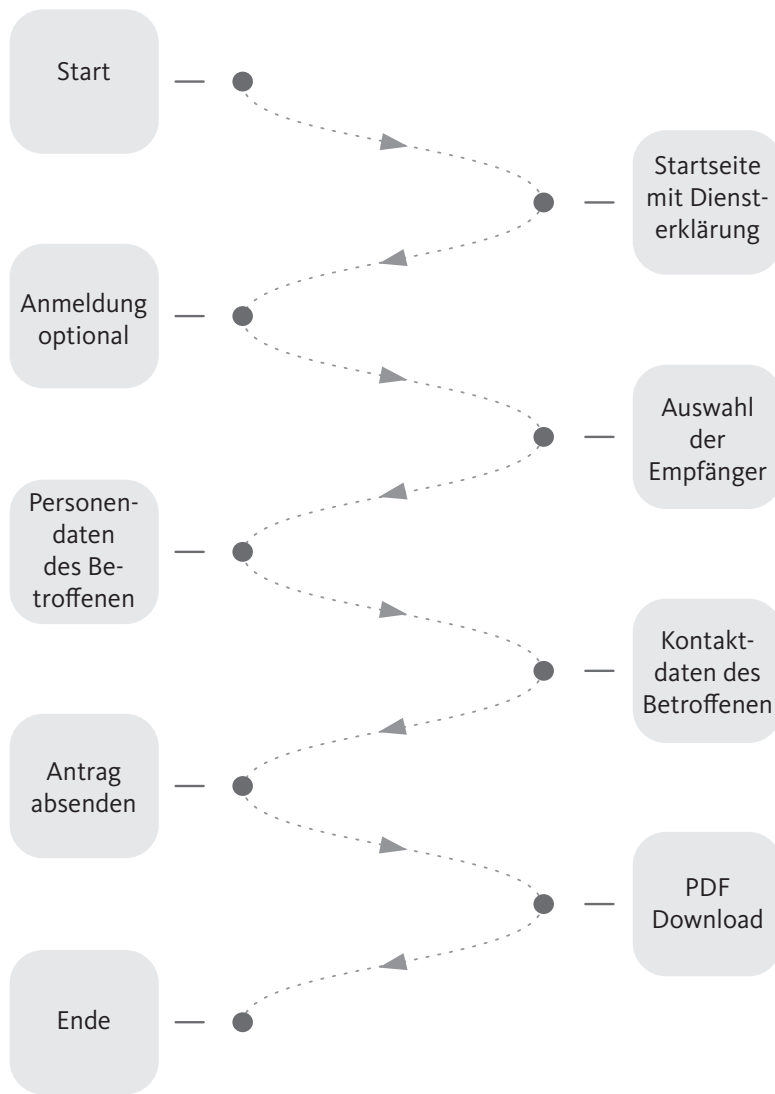 Start
Startseite
mit Dienst-
erklärung
Anmeldung
optional
Auswahl
der
Empfänger
Personen-
daten
des Be-
troffenen
Kontakt-
daten des
Betroffenen
Antrag
absenden
PDF
Download
Ende